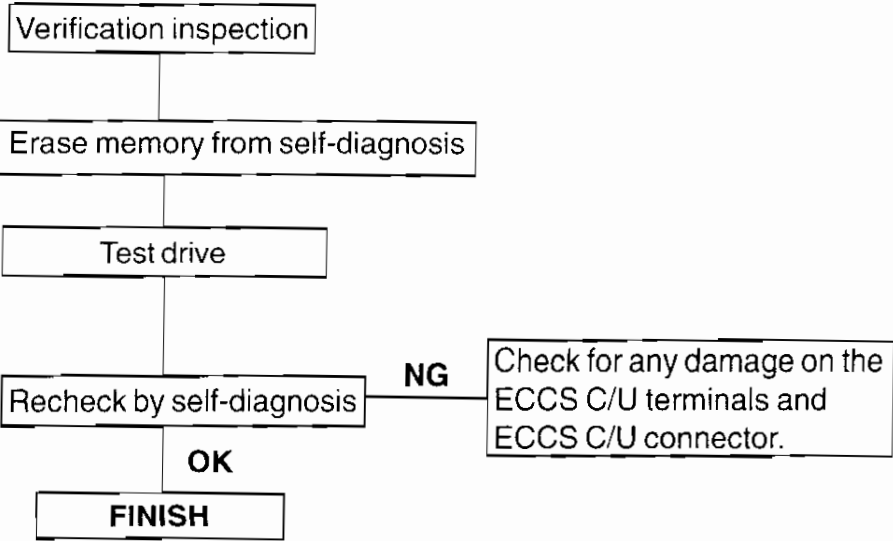 Verification inspection
Erase memory from self-diagnosis
Test drive
Recheck by self-diagnosis
NG
Check for any damage on the
ECCS C/U terminals and
ECCS C/U connector.
OK
FINISH